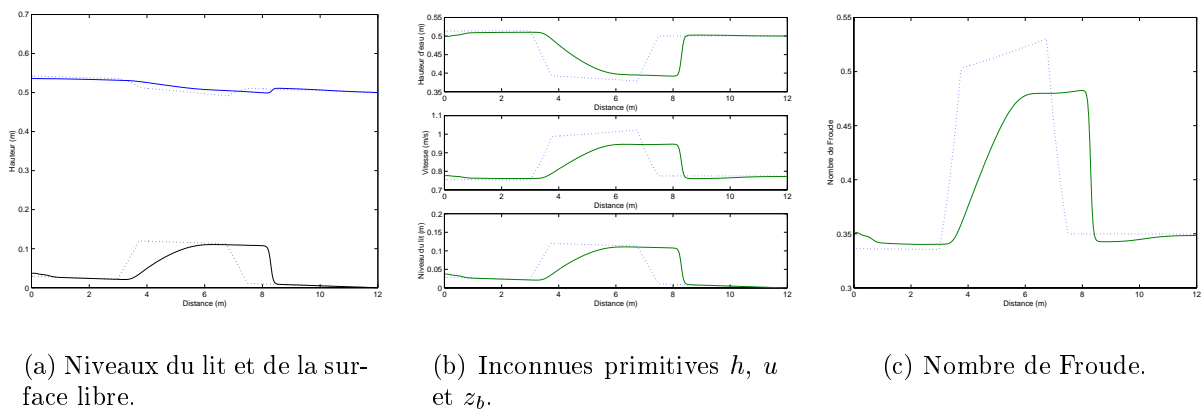 0.7
0.6
0.5
0.4
0.3
0.2
0.1
0
Hauteur (m)
0 2 4 6 8 10 12
Distance (m)
0.55
0.5
0.45
0.4
0.35
Hauteur d'eau (m)
0 2 4 6 8 10 12
Distance (m)
1.1
1
0.9
0.8
0.7
Vitesse (m/s)
0 2 4 6 8 10 12
Distance (m)
0.2
0.15
0.1
0.05
0
Niveau du lit (m)
0 2 4 6 8 10 12
Distance (m)
0.55
0.5
0.45
0.4
0.35
0.3
Nombre de Froude
0 2 4 6 8 10 12
Distance (m)
(a) Niveaux du lit et de la sur-
face libre.
(b) Inconnues primitives h, u
et z_b.
(c) Nombre de Froude.